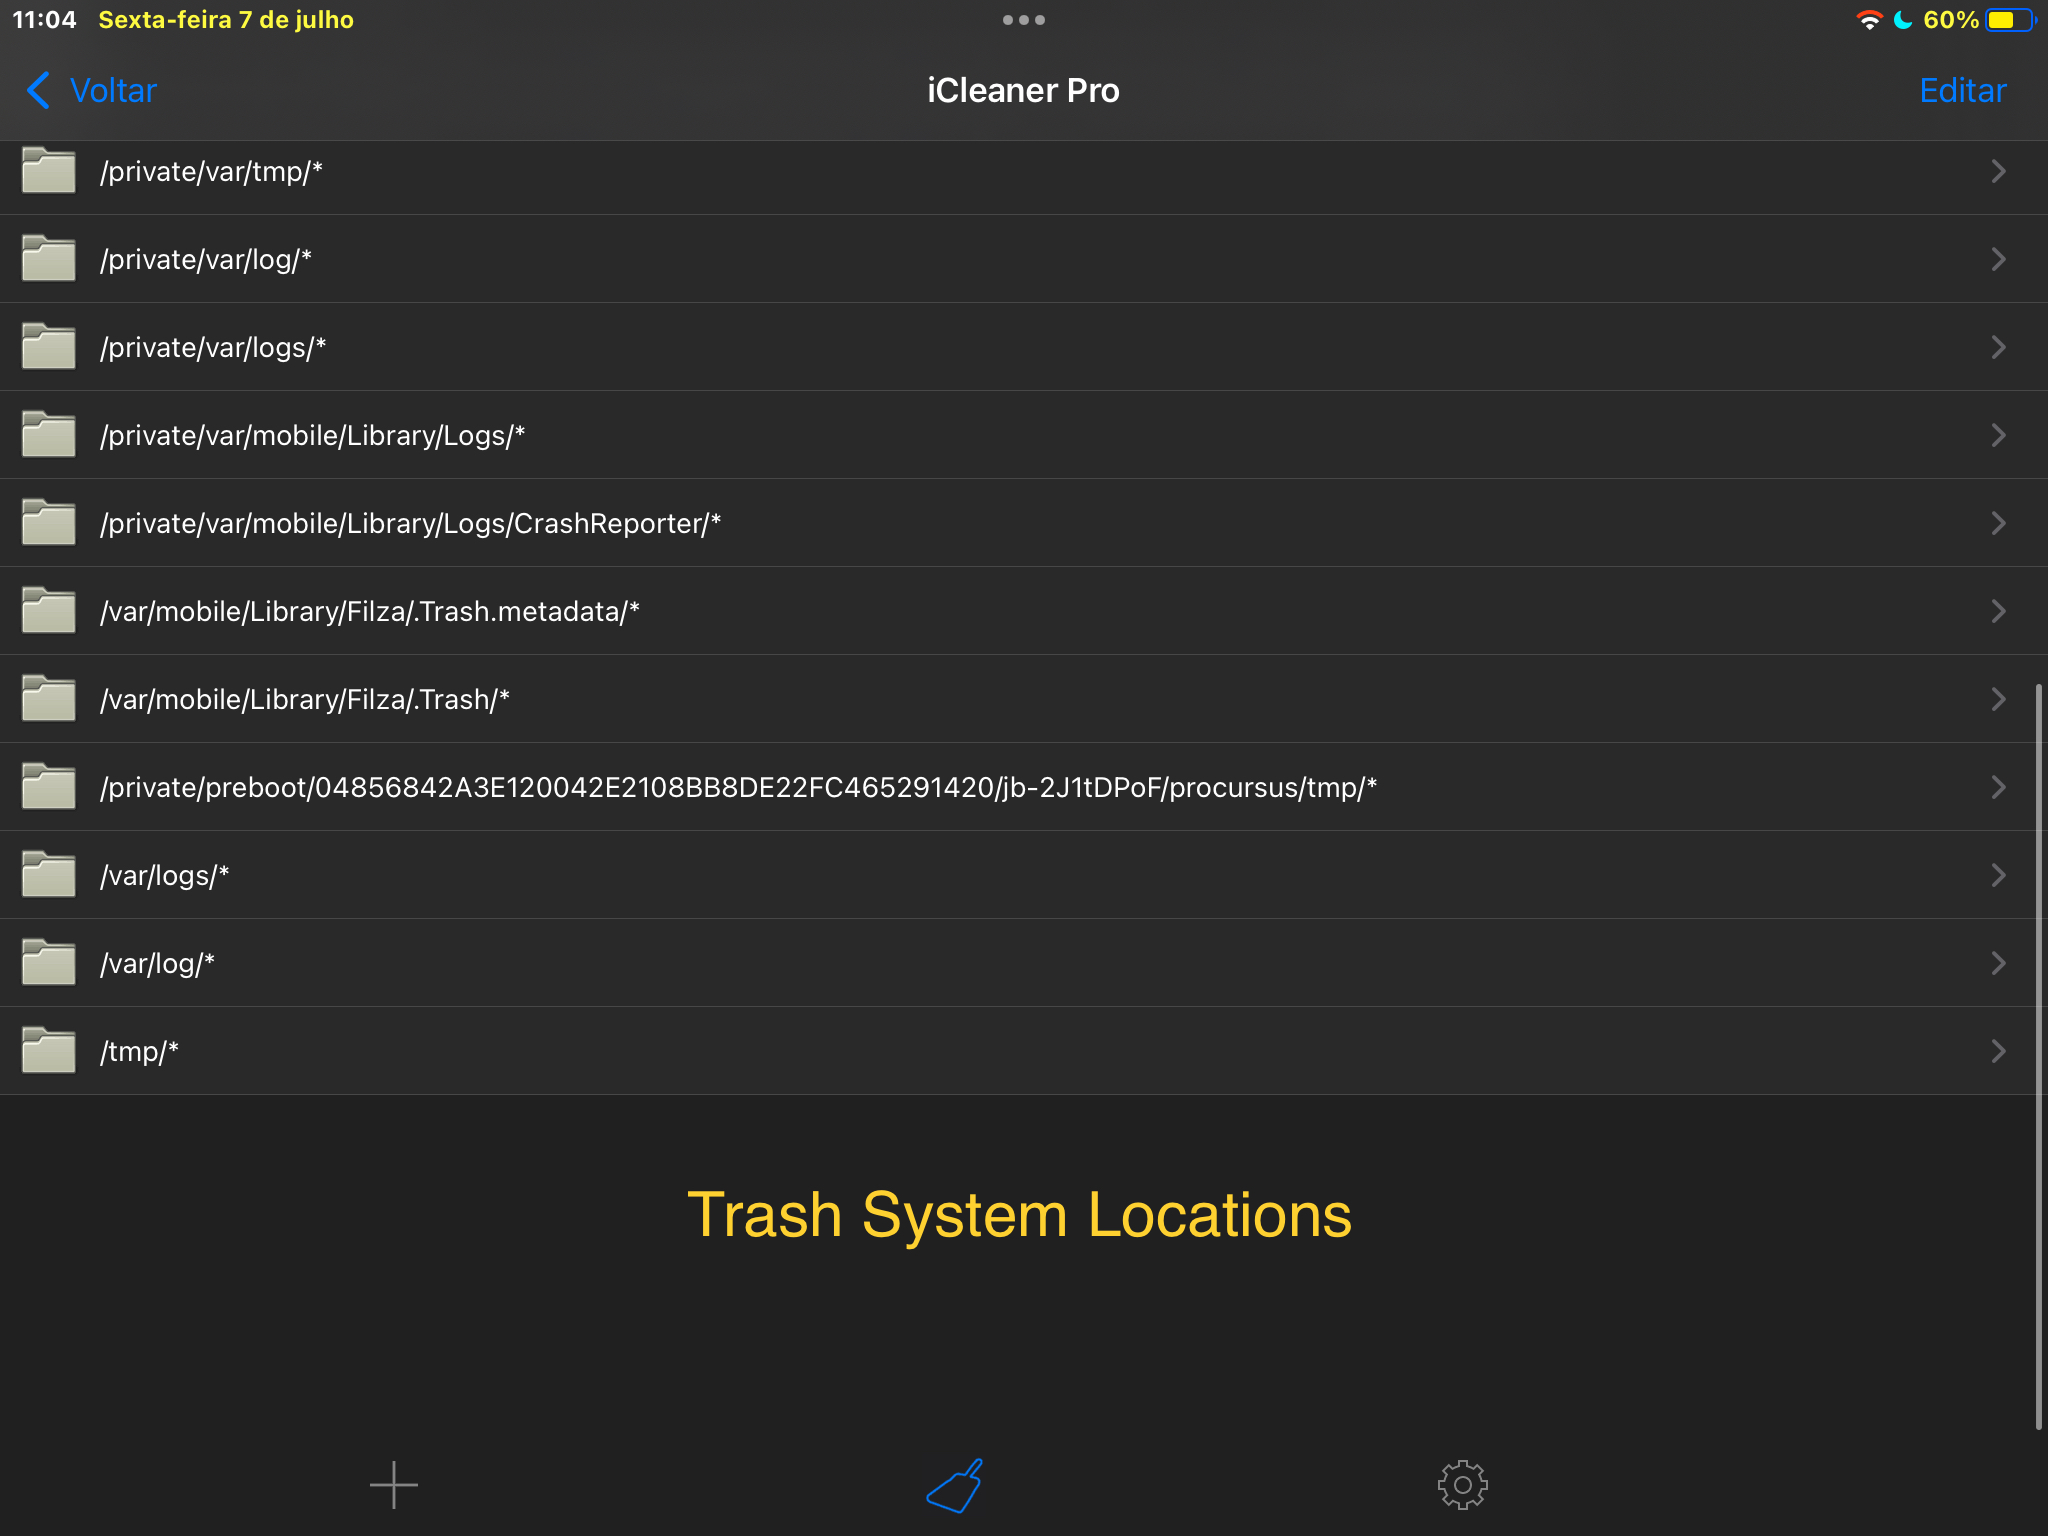 11:04 Sexta-feira 7 de julho 60%
Voltar iCleaner Pro Editar
/private/var/tmp/*
/private/var/log/*
/private/var/logs/*
/private/var/mobile/Library/Logs/*
/private/var/mobile/Library/Logs/CrashReporter/*
/var/mobile/Library/Filza/.Trash.metadata/*
/var/mobile/Library/Filza/.Trash/*
/private/preboot/04856842A3E120042E2108BB8DE22FC465291420/jb-2J1tDPoF/procursus/tmp/*
/var/logs/*
/var/log/*
/tmp/*
Trash System Locations